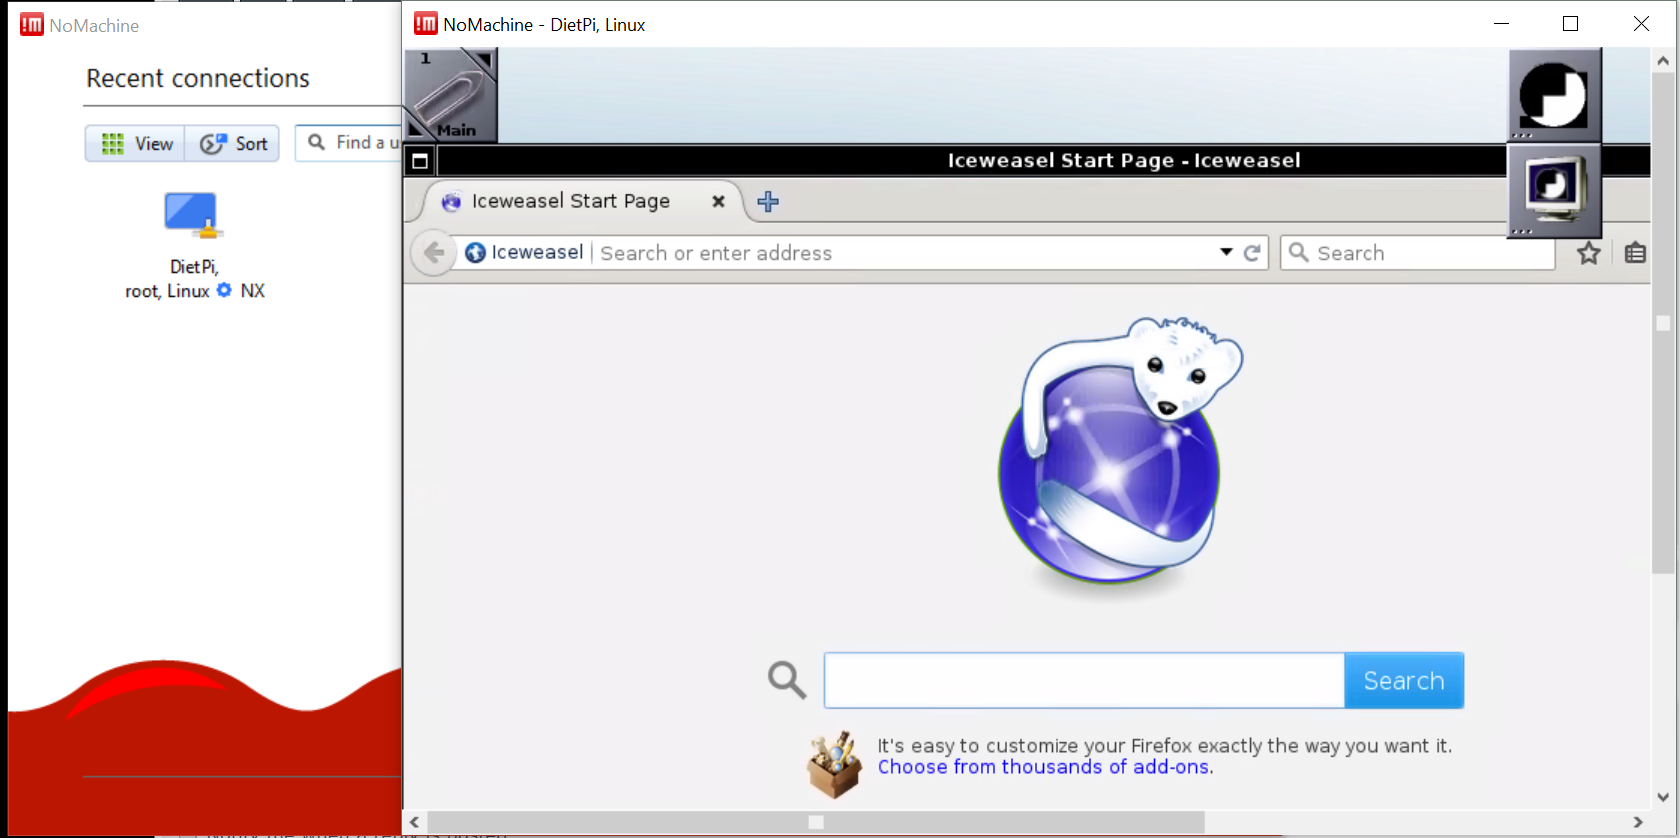 !m NoMachine
Recent connections
View Sort Find a u
DietPi,
root, Linux NX
!m NoMachine - DietPi, Linux
1
Main
Iceweasel Start Page - Iceweasel
Iceweasel Start Page
Iceweasel Search or enter address
Search
Search
It's easy to customize your Firefox exactly the way you want it.
Choose from thousands of add-ons.